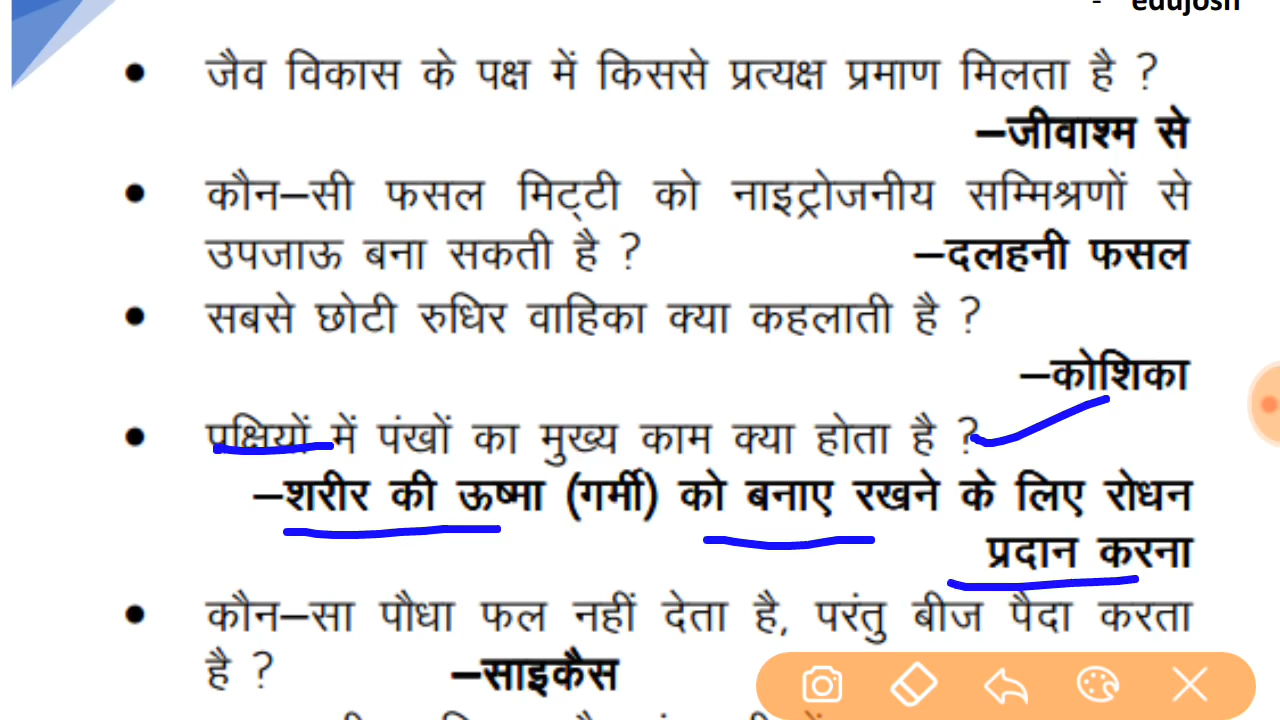 - edujosh
• जैव विकास के पक्ष में किससे प्रत्यक्ष प्रमाण मिलता है ?
–जीवाश्म से
• कौन–सी फसल मिट्‌टी को नाइट्रोजनीय सम्मिश्रणों से
उपजाऊ बना सकती है ? –दलहनी फसल
• सबसे छोटी रुधिर वाहिका क्या कहलाती है ?
–कोशिका
• पक्षियों में पंखों का मुख्य काम क्या होता है ?
–शरीर की ऊष्मा (गर्मी) को बनाए रखने के लिए रोधन
प्रदान करना
• कौन–सा पौधा फल नहीं देता है, परंतु बीज पैदा करता
है ? –साइकैस